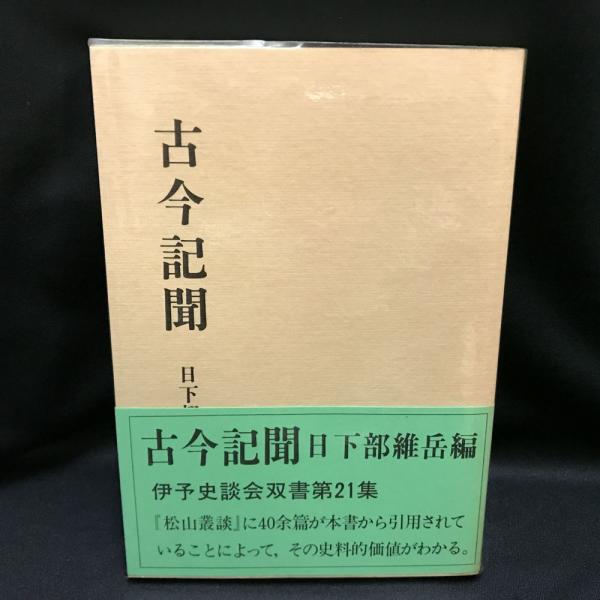 古今記聞
日下部
古今記聞 日下部維岳編
伊予史談会双書第21集
『松山叢談』に40余篇が本書から引用されて
いることによって，その史料的価値がわかる。